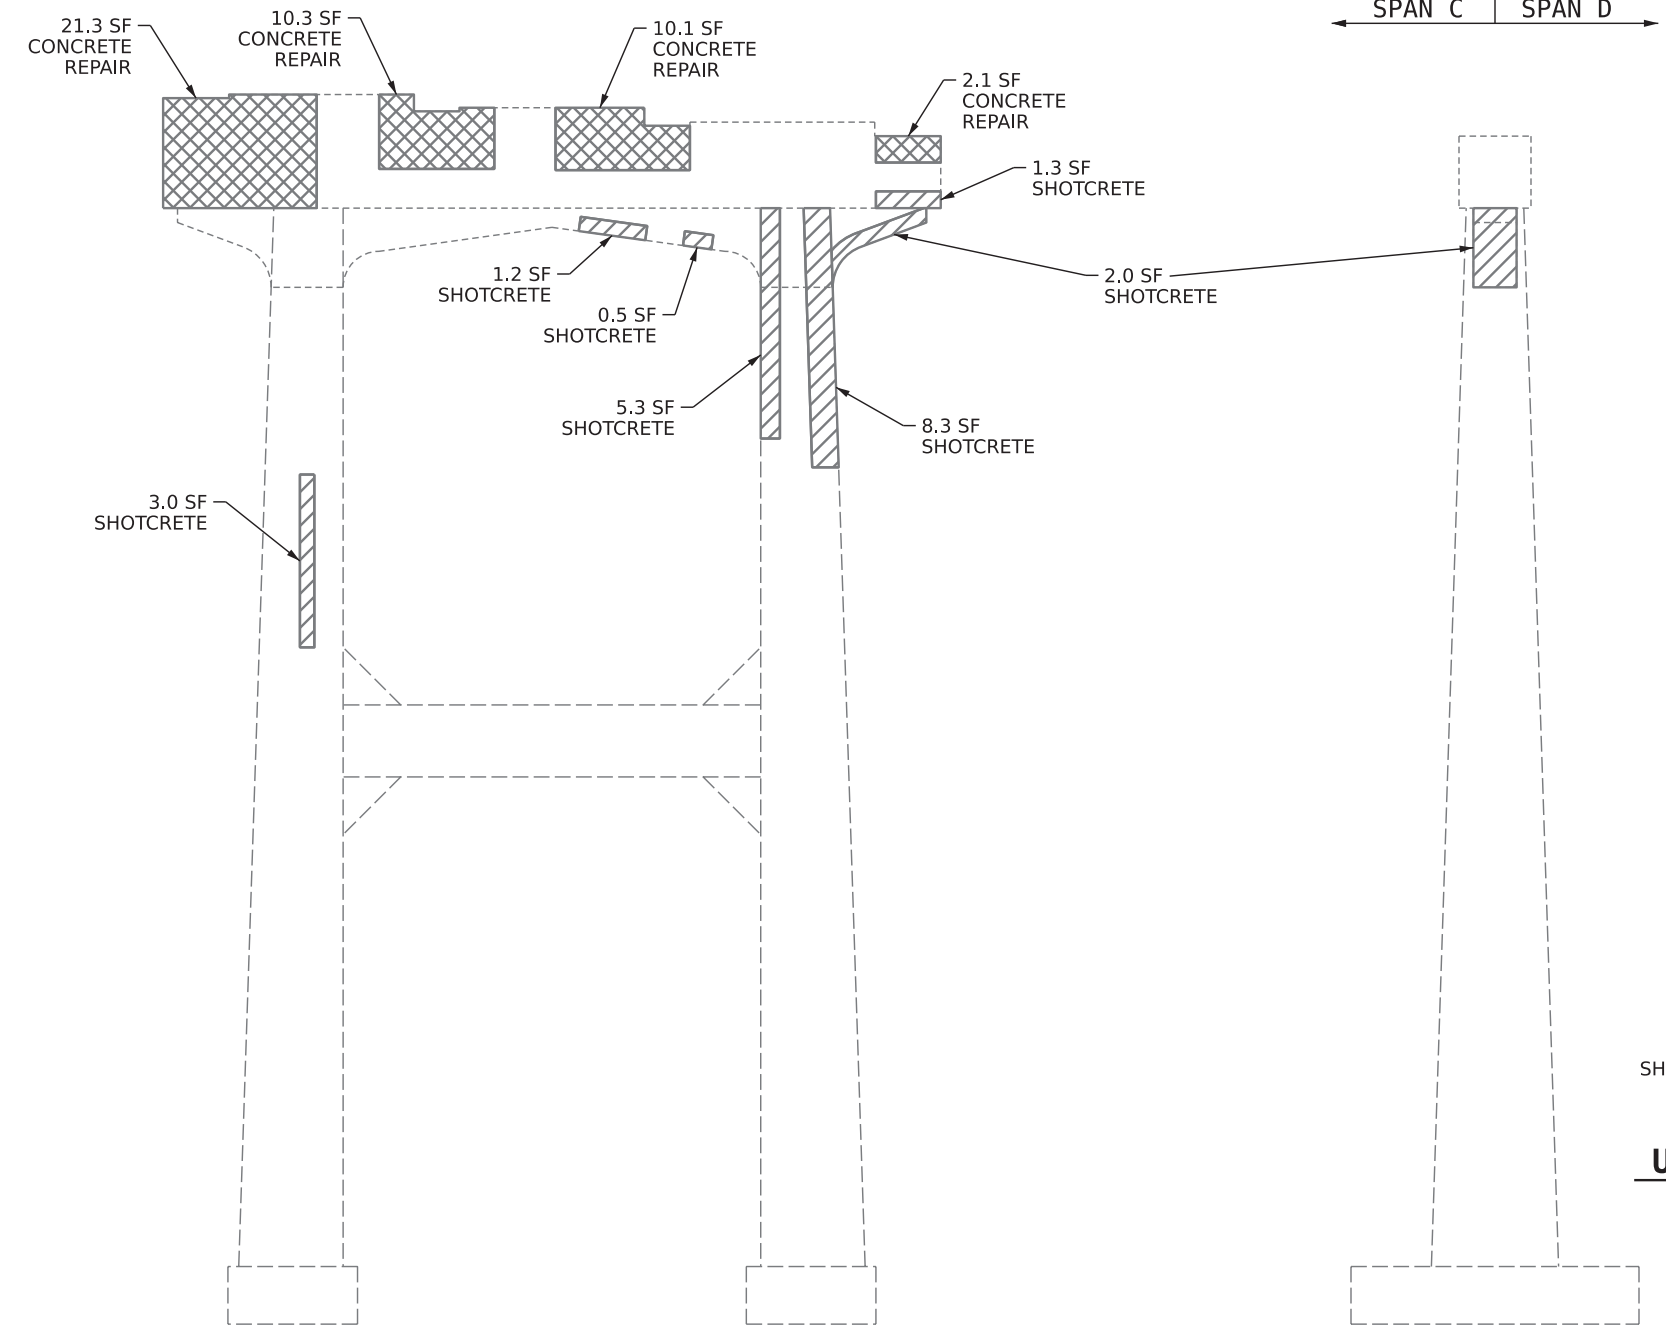 SPAN C
SPAN D
21.3 SF
CONCRETE
REPAIR
10.3 SF
CONCRETE
REPAIR
10.1 SF
CONCRETE
REPAIR
2.1 SF
CONCRETE
REPAIR
1.3 SF
SHOTCRETE
1.2 SF
SHOTCRETE
0.5 SF
SHOTCRETE
2.0 SF
SHOTCRETE
5.3 SF
SHOTCRETE
8.3 SF
SHOTCRETE
3.0 SF
SHOTCRETE
SH
U